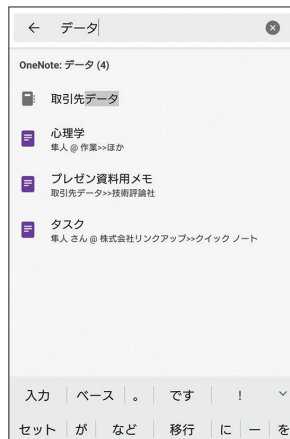 データ
OneNote: データ (4)
取引先データ
心理学
隼人 @ 作業>>ほか
プレゼン資料用メモ
取引先データ>>技術評論社
タスク
隼人 さん @ 株式会社リンクアップ>>クイック ノート
入力 ベース 。 です !
セット が など 移行 に ー を